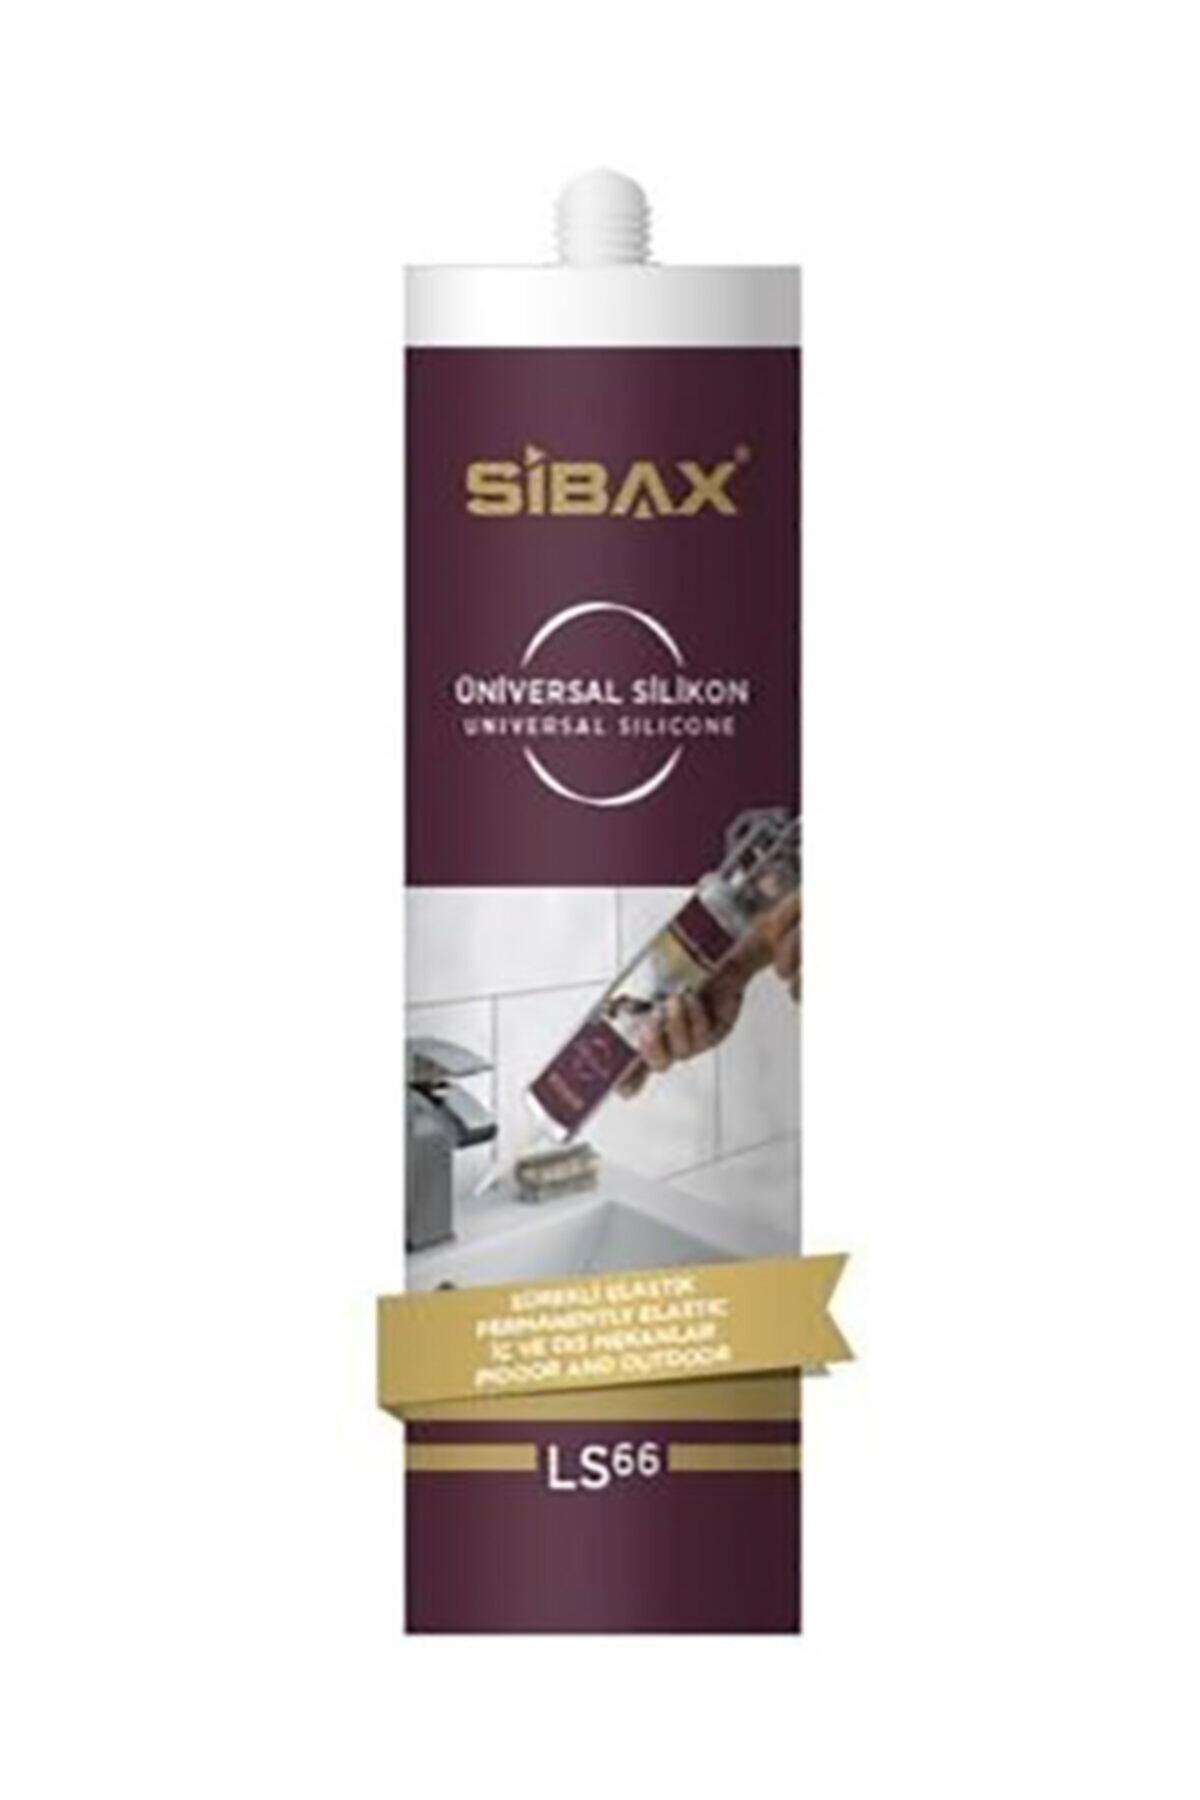 SİBAX®
ÜNİVERSAL SİLİKON
UNIVERSAL SILICONE
SÜREKLİ ELASTİK
PERMANENTLY ELASTIC
İÇ VE DIŞ MEKANLAR
INDOOR AND OUTDOOR
LS66